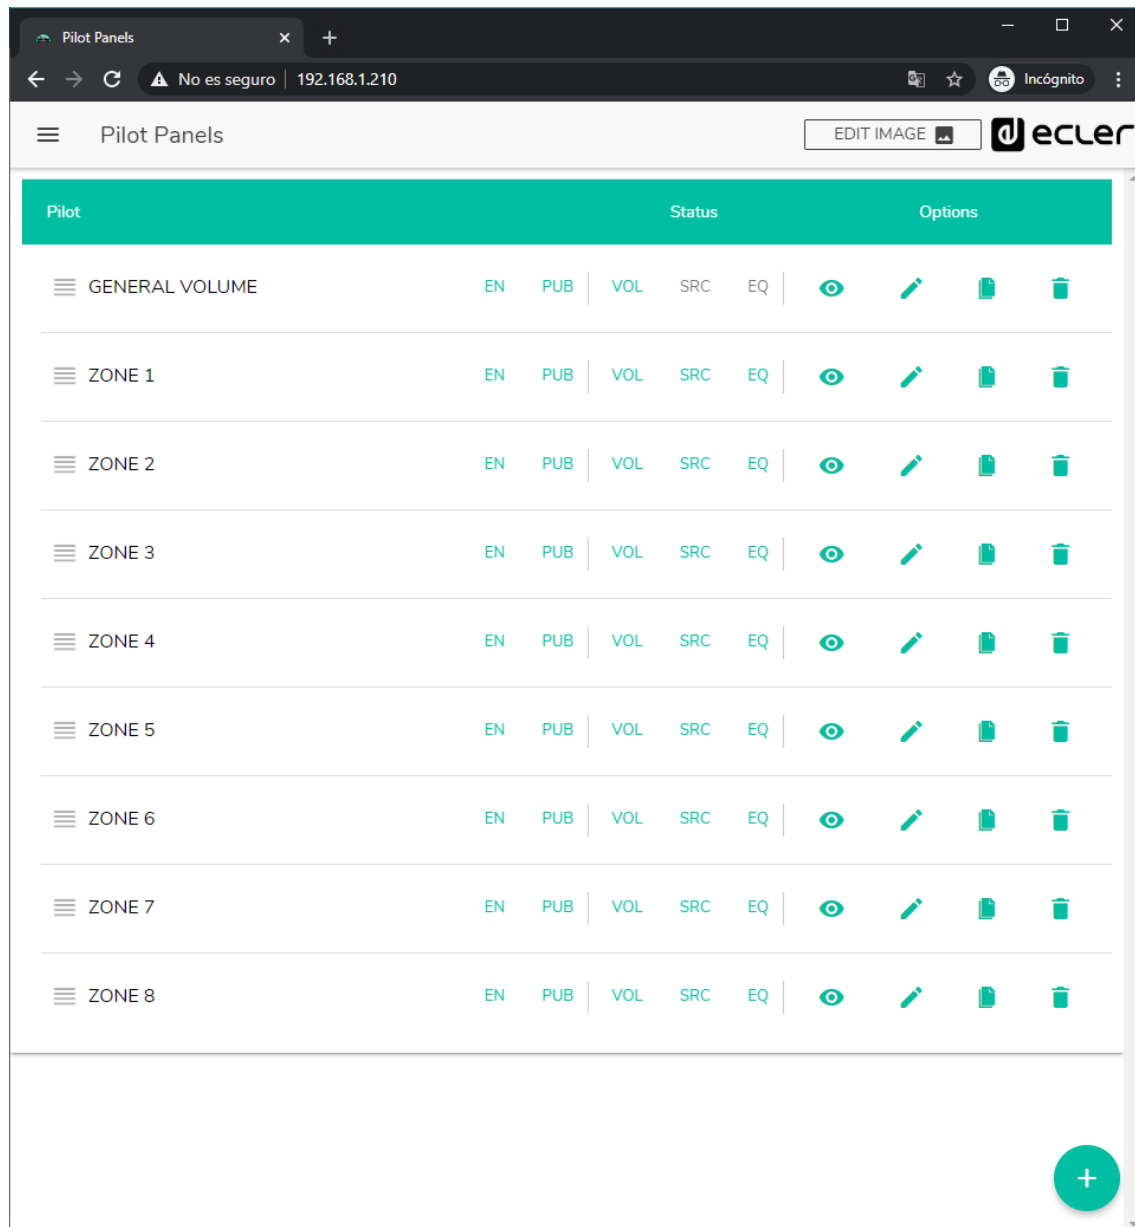 Pilot Panels
No es seguro 192.168.1.210 Incógnito
Pilot Panels EDIT IMAGE ecler
Pilot Status Options
GENERAL VOLUME EN PUB VOL SRC EQ
ZONE 1 EN PUB VOL SRC EQ
ZONE 2 EN PUB VOL SRC EQ
ZONE 3 EN PUB VOL SRC EQ
ZONE 4 EN PUB VOL SRC EQ
ZONE 5 EN PUB VOL SRC EQ
ZONE 6 EN PUB VOL SRC EQ
ZONE 7 EN PUB VOL SRC EQ
ZONE 8 EN PUB VOL SRC EQ